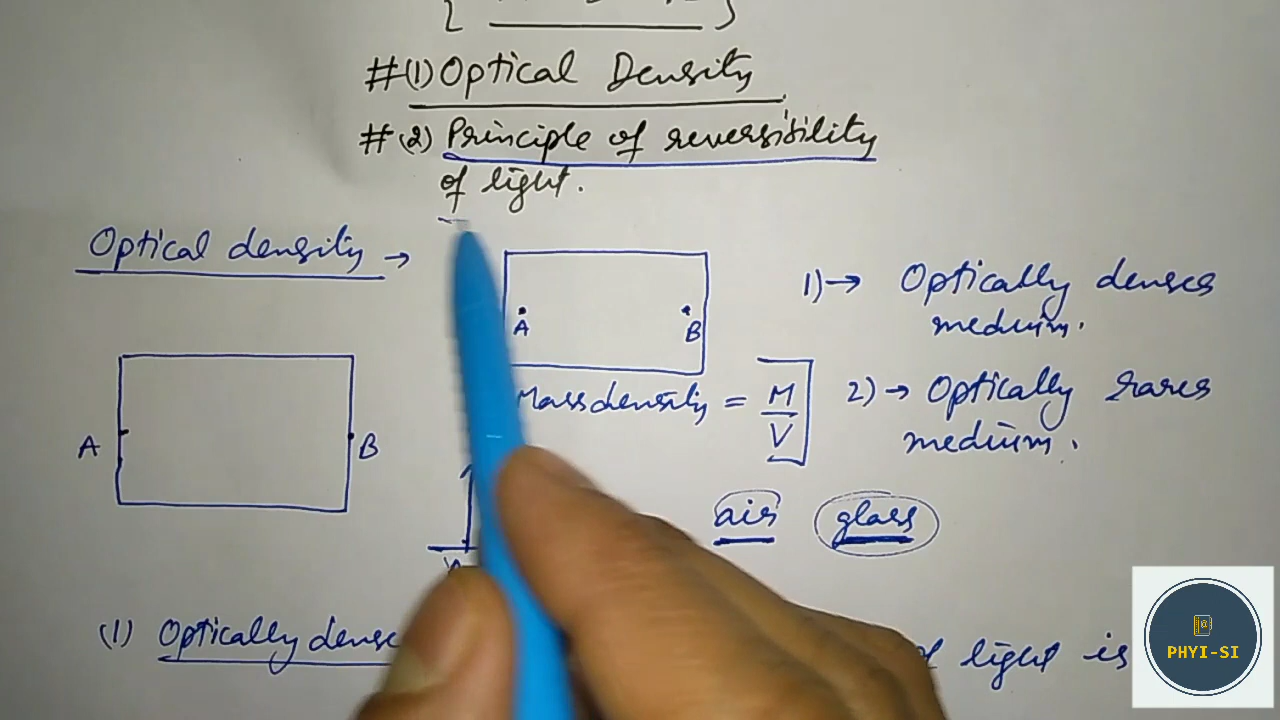 #(1) Optical Density
#(2) Principle of reversibility
of light.
Optical density →
A B
A B
Mass density = M/V
1)→ Optically denser
medium.
2)→ Optically rarer
medium.
air glass
(1) Optically dense
of light is
PHYI-SI